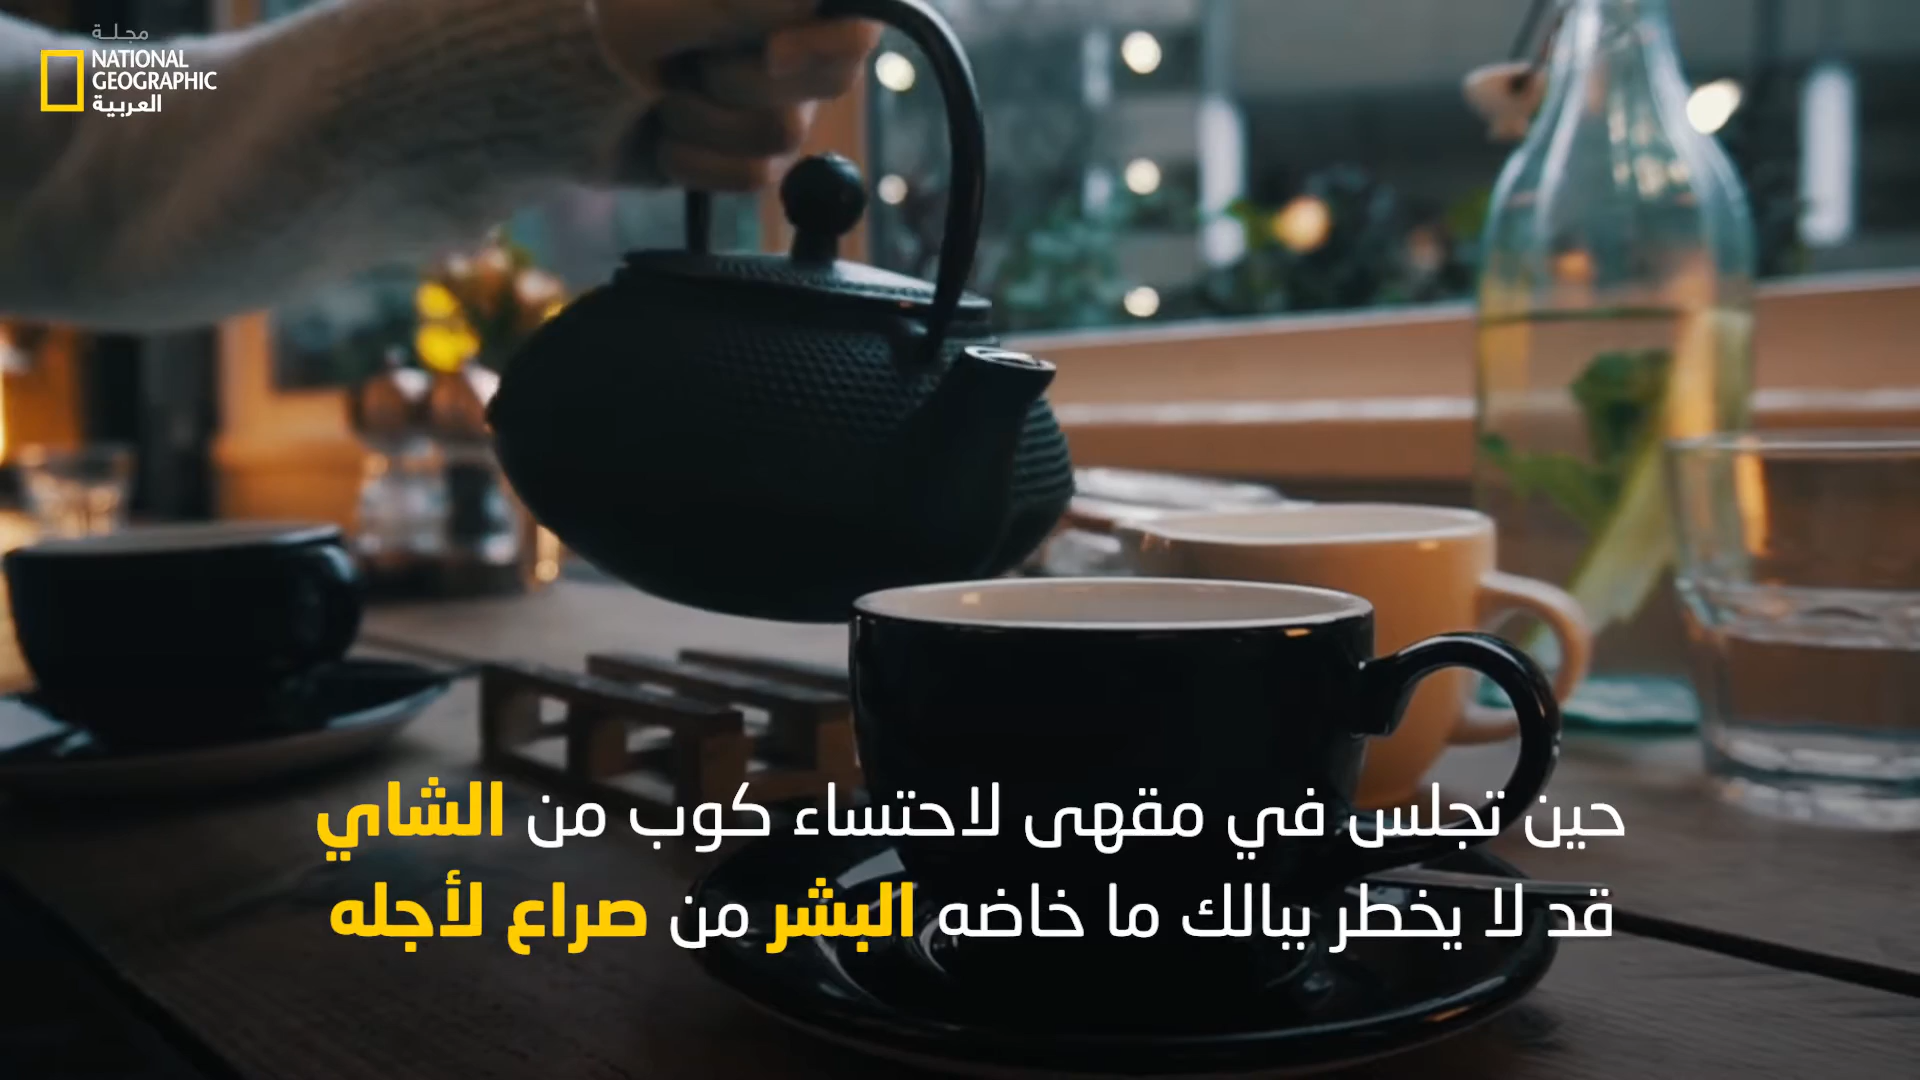 مجلة
NATIONAL
GEOGRAPHIC
العربية
حين تجلس في مقهى لاحتساء كوب من الشاي
قد لا يخطر ببالك ما خاضه البشر من صراع لأجله